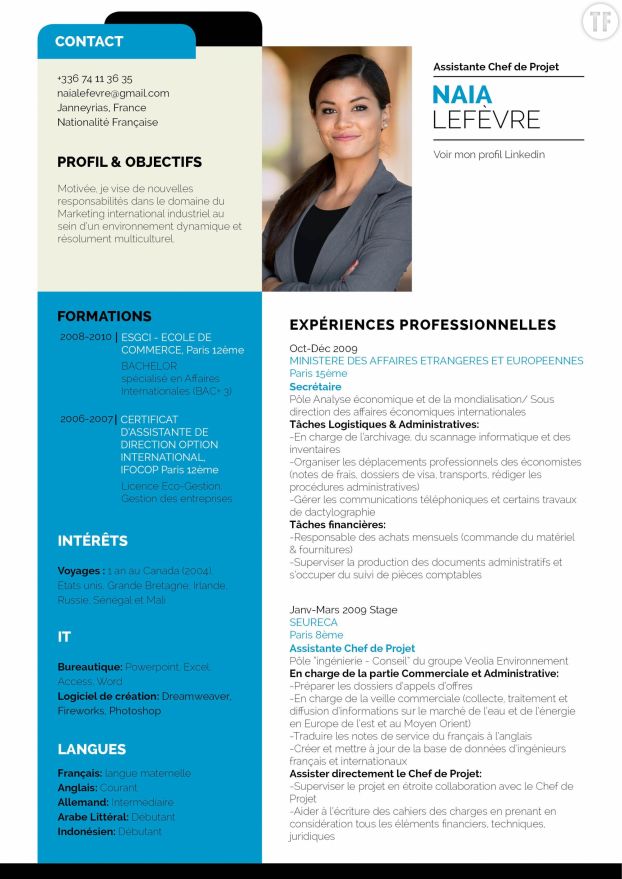 TF
CONTACT
+336 74 11 36 35
naialefevre@gmail.com
Janneyrias, France
Nationalité Française
PROFIL & OBJECTIFS
Motivée, je vise de nouvelles
responsabilités dans le domaine du
Marketing international industriel au
sein d'un environnement dynamique et
résolument multiculturel.
Assistante Chef de Projet
NAIA
LEFÈVRE
Voir mon profil Linkedin
FORMATIONS
2008-2010 | ESGCI - ECOLE DE
COMMERCE, Paris 12ème
BACHELOR
spécialisé en Affaires
Internationales (BAC+ 3)
2006-2007 | CERTIFICAT
D'ASSISTANTE DE
DIRECTION OPTION
INTERNATIONAL,
IFOCOP Paris 12ème
Licence Eco-Gestion
Gestion des entreprises
INTÉRÊTS
Voyages : 1 an au Canada (2004),
Etats unis, Grande Bretagne, Irlande,
Russie, Sénégal et Mali
IT
Bureautique: Powerpoint, Excel,
Access, Word
Logiciel de création: Dreamweaver,
Fireworks, Photoshop
LANGUES
Français: langue maternelle
Anglais: Courant
Allemand: Intermédiaire
Arabe Littéral: Débutant
Indonésien: Débutant
EXPÉRIENCES PROFESSIONNELLES
Oct-Déc 2009
MINISTERE DES AFFAIRES ETRANGERES ET EUROPEENNES
Paris 15ème
Secrétaire
Pôle Analyse économique et de la mondialisation/ Sous
direction des affaires économiques internationales
Tâches Logistiques & Administratives:
-En charge de l'archivage, du scannage informatique et des
inventaires
-Organiser les déplacements professionnels des économistes
(notes de frais, dossiers de visa, transports, rédiger les
procédures administratives)
-Gérer les communications téléphoniques et certains travaux
de dactylographie
Tâches financières:
-Responsable des achats mensuels (commande du matériel
& fournitures)
-Superviser la production des documents administratifs et
s'occuper du suivi de pièces comptables
Janv-Mars 2009 Stage
SEURECA
Paris 8ème
Assistante Chef de Projet
Pôle "ingénierie - Conseil" du groupe Veolia Environnement
En charge de la partie Commerciale et Administrative:
-Préparer les dossiers d'appels d'offres
-En charge de la veille commerciale (collecte, traitement et
diffusion d'informations sur le marché de l'eau et de l'énergie
en Europe de l'est et au Moyen Orient)
-Traduire les notes de service du français à l'anglais
-Créer et mettre à jour de la base de données d'ingénieurs
français et internationaux
Assister directement le Chef de Projet:
-Superviser le projet en étroite collaboration avec le Chef de
Projet
-Aider à l'écriture des cahiers des charges en prenant en
considération tous les éléments financiers, techniques,
juridiques